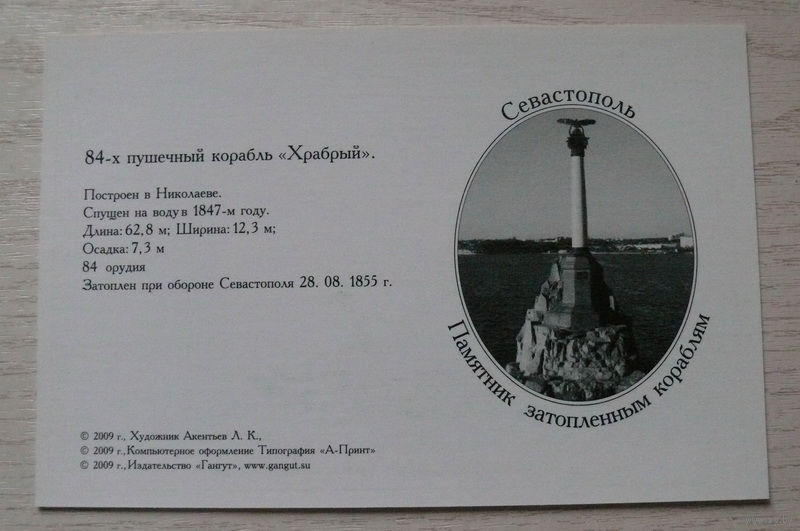 84-х пушечный корабль «Храбрый».
Построен в Николаеве.
Спущен на воду в 1847-м году.
Длина: 62,8 м; Ширина: 12,3 м;
Осадка: 7,3 м
84 орудия
Затоплен при обороне Севастополя 28. 08. 1855 г.
© 2009 г., Художник Акентьев Л. К.,
© 2009 г., Компьютерное оформление Типография «А-Принт»
© 2009 г., Издательство «Гангут», www.gangut.su
Севастополь
Памятник затопленным кораблям